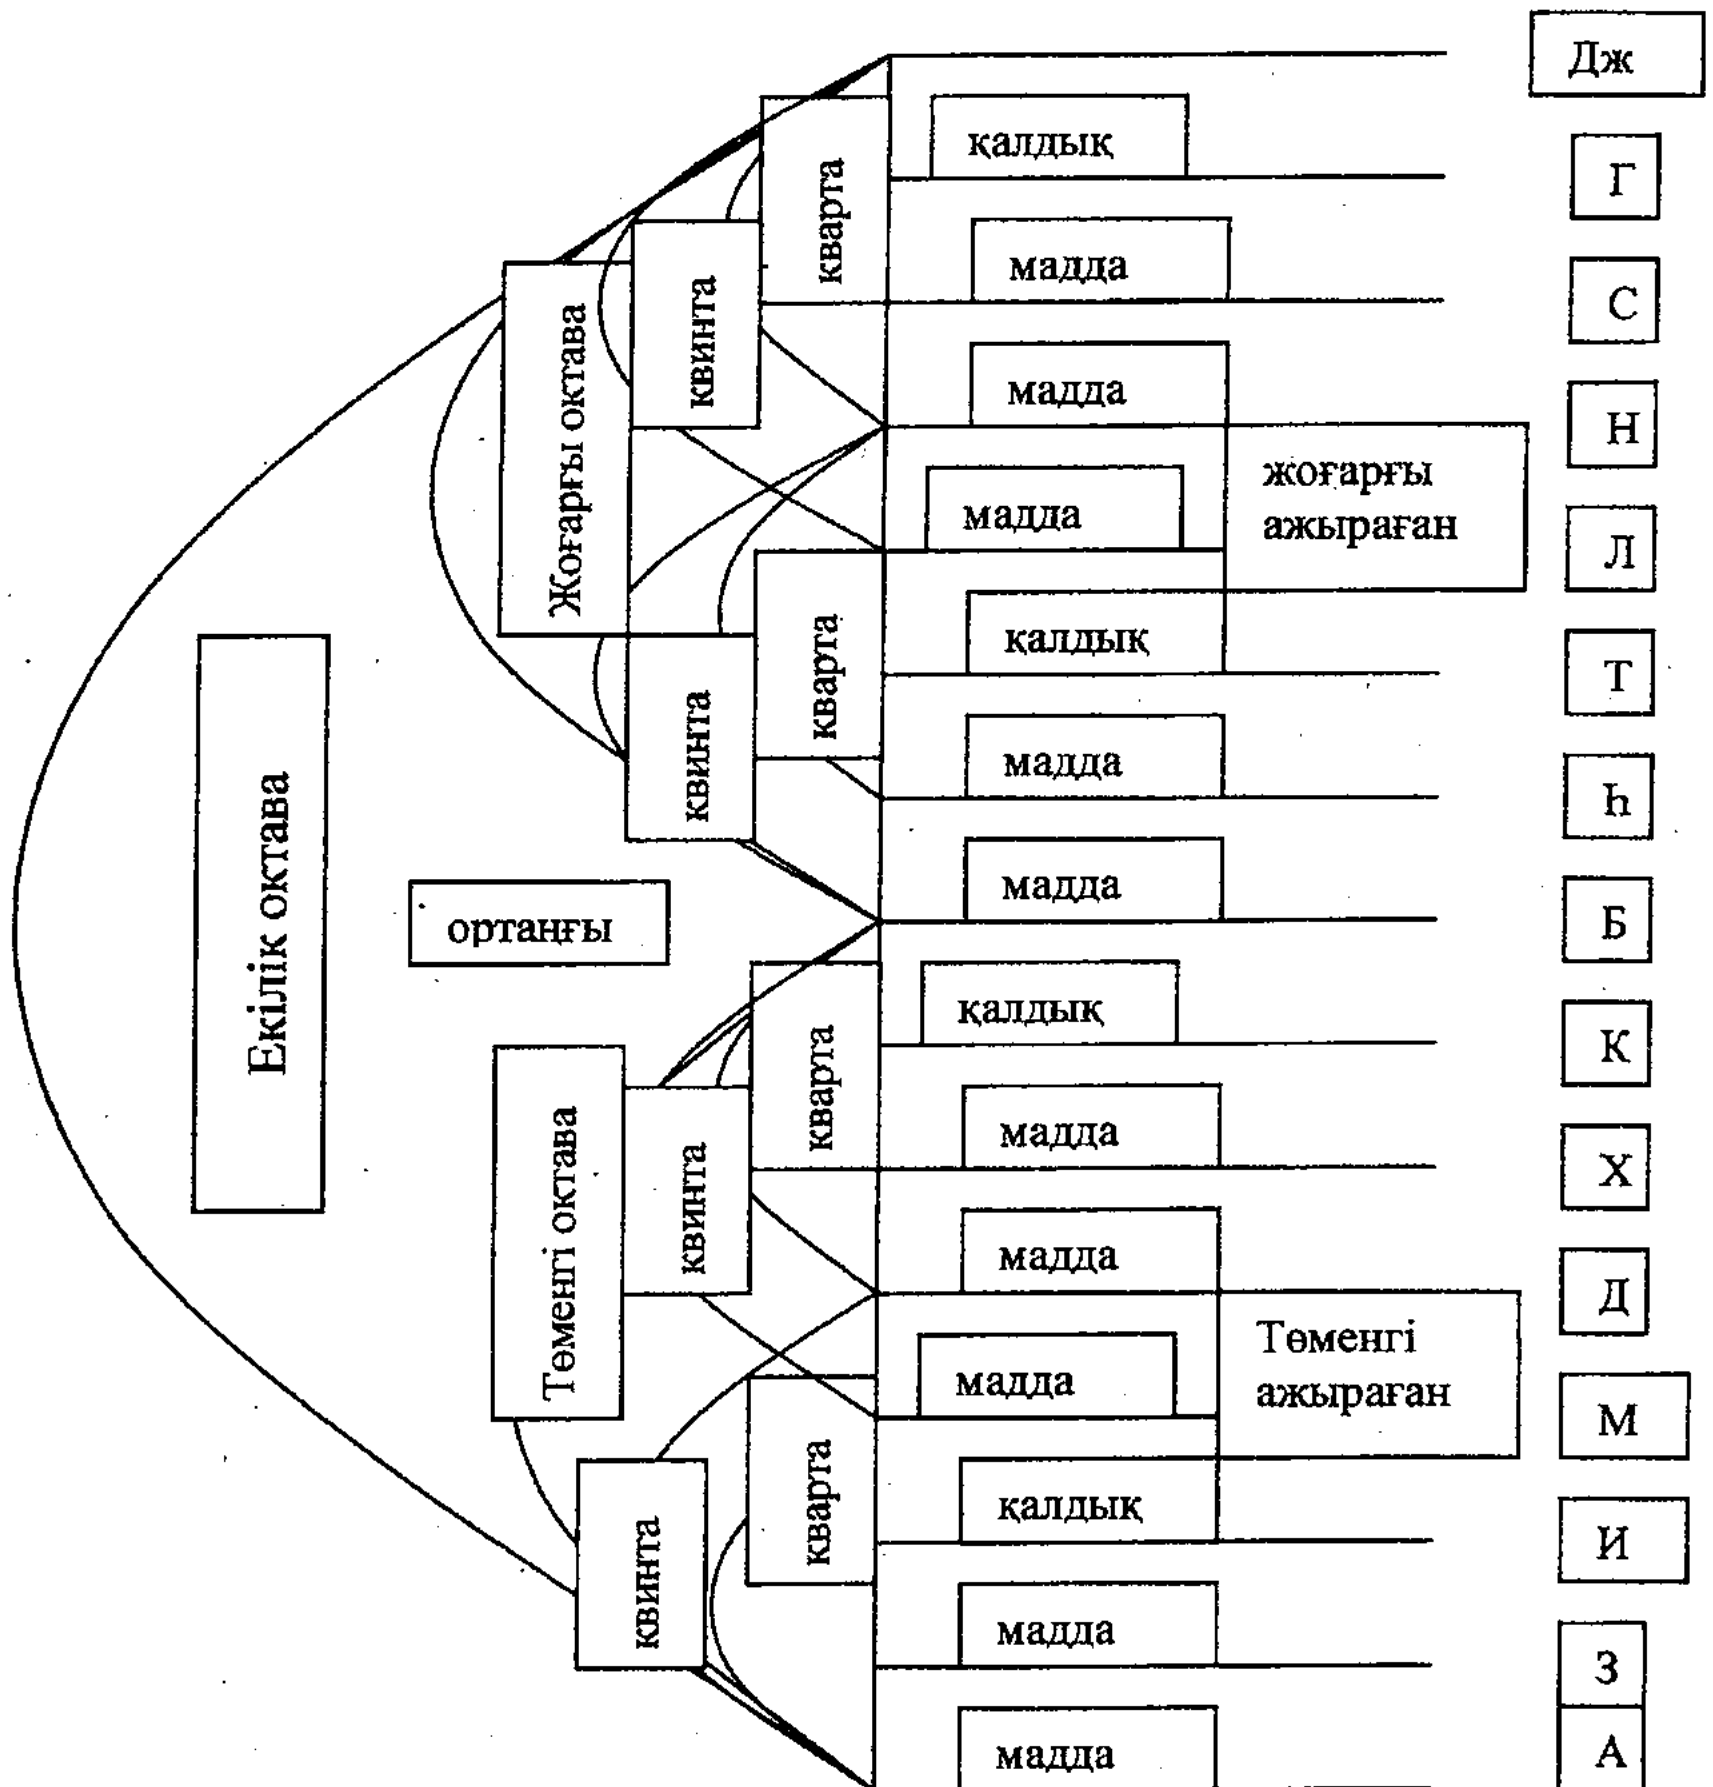 Дж
қалдық
Г
кварта
мадда
С
квинта
Жоғарғы октава
мадда
Н
жоғарғы
ажыраған
мадда
Л
қалдық
Т
кварта
квинта
мадда
һ
Екілік октава
мадда
Б
ортаңғы
қалдық
К
кварта
мадда
Х
квинта
Төменгі октава
мадда
Д
Төменгі
ажыраған
мадда
М
кварта
қалдық
И
квинта
мадда
З
мадда
А